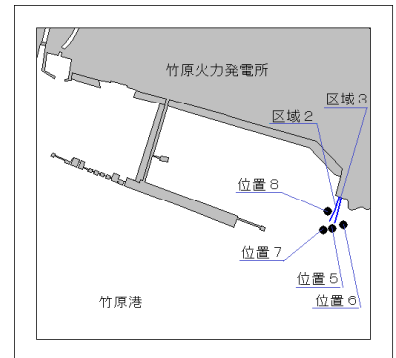 竹原火力発電所
区域３
区域２
位置８
位置７
位置５
位置６
竹原港